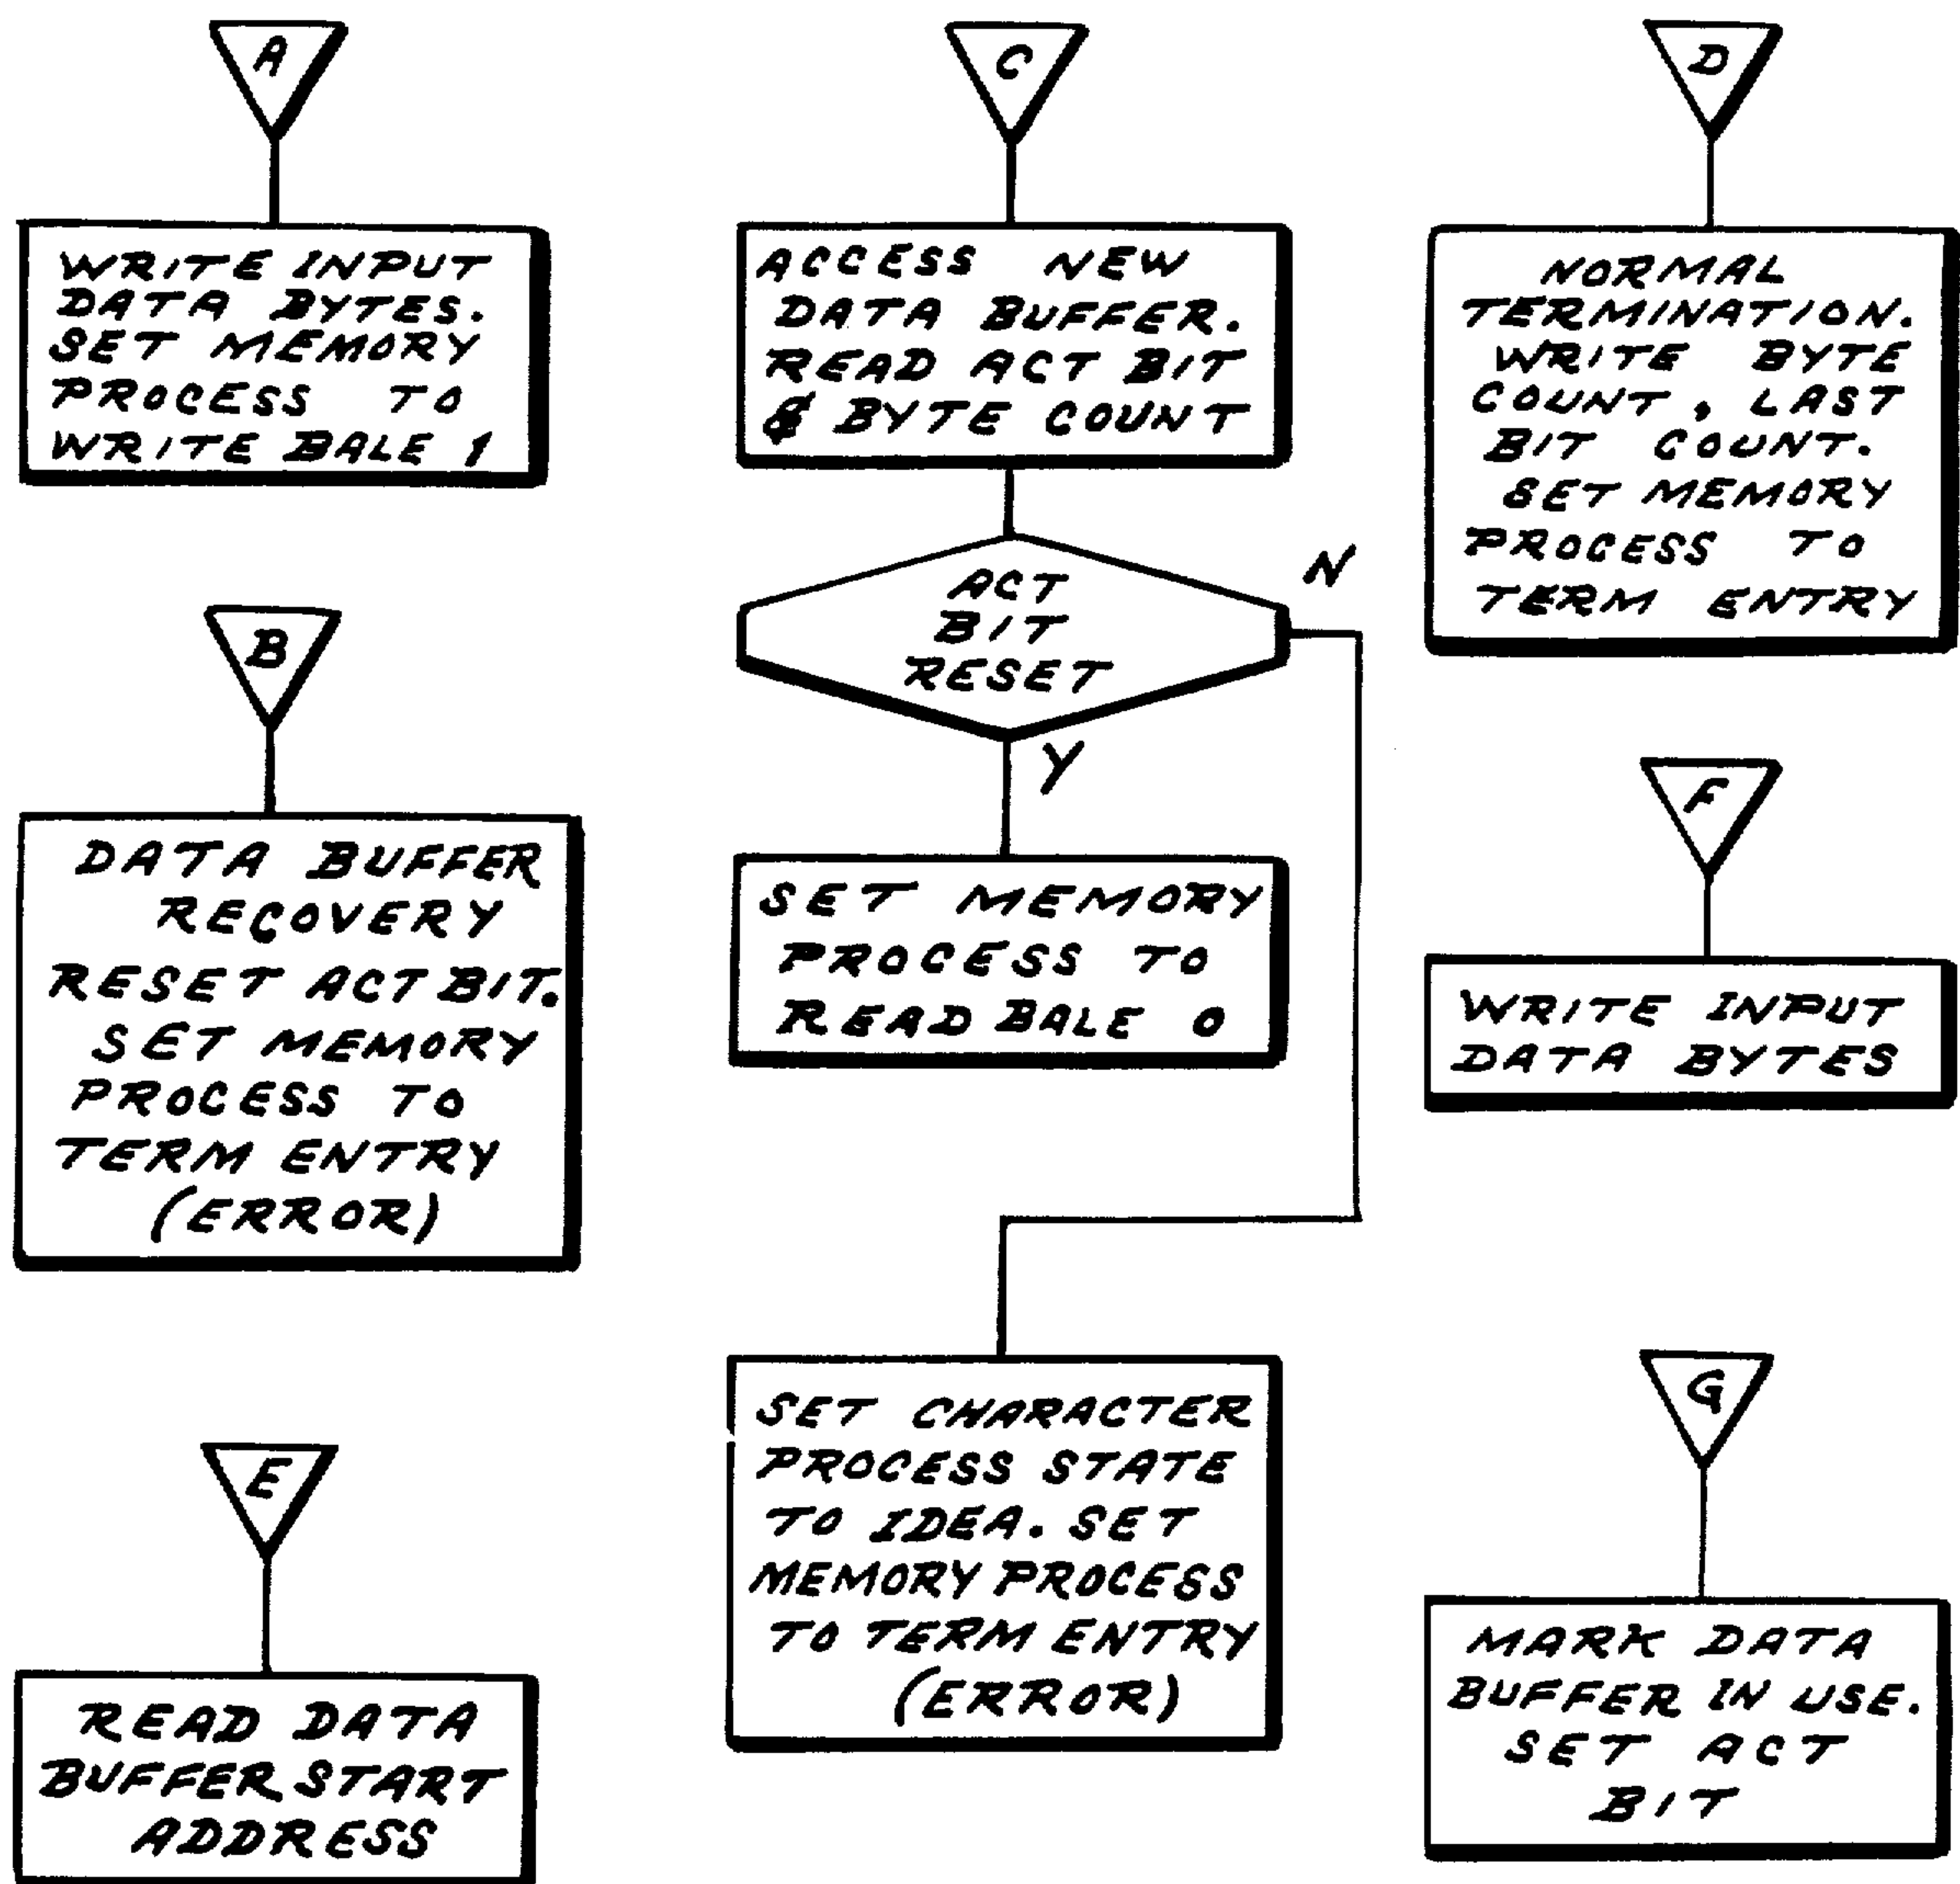 A
WRITE INPUT
DATA BYTES.
SET MEMORY
PROCESS TO
WRITE BALE 1
B
DATA BUFFER
RECOVERY
RESET ACT BIT.
SET MEMORY
PROCESS TO
TERM ENTRY
(ERROR)
E
READ DATA
BUFFER START
ADDRESS
C
ACCESS NEW
DATA BUFFER.
READ ACT BIT
& BYTE COUNT
ACT
BIT
RESET
N
Y
SET MEMORY
PROCESS TO
READ BALE 0
SET CHARACTER
PROCESS STATE
TO IDEA. SET
MEMORY PROCESS
TO TERM ENTRY
(ERROR)
D
NORMAL
TERMINATION.
WRITE BYTE
COUNT, LAST
BIT COUNT.
SET MEMORY
PROCESS TO
TERM ENTRY
F
WRITE INPUT
DATA BYTES
G
MARK DATA
BUFFER IN USE.
SET ACT
BIT